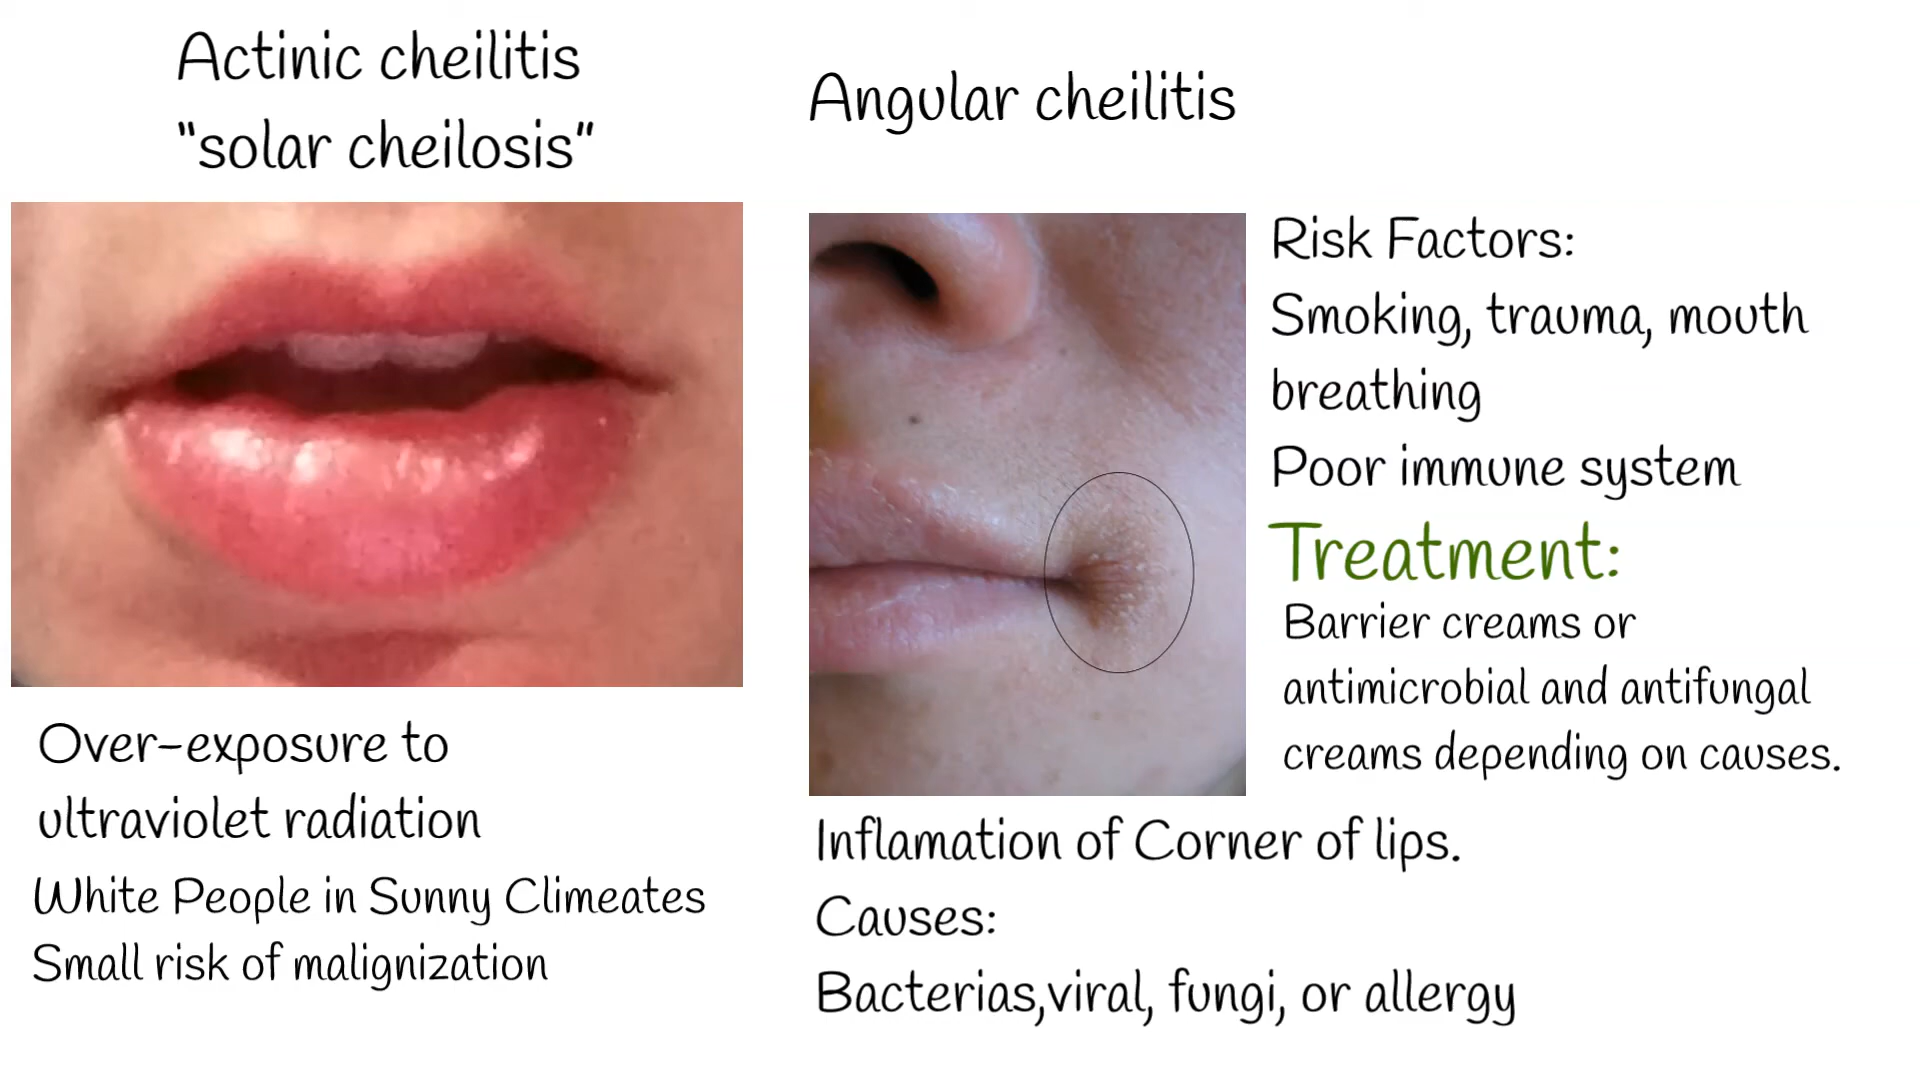 Actinic cheilitis
"solar cheilosis"
Over-exposure to
ultraviolet radiation
White People in Sunny Climeates
Small risk of malignization
Angular cheilitis
Risk Factors:
Smoking, trauma, mouth
breathing
Poor immune system
Treatment:
Barrier creams or
antimicrobial and antifungal
creams depending on causes.
Inflamation of Corner of lips.
Causes:
Bacterias,viral, fungi, or allergy